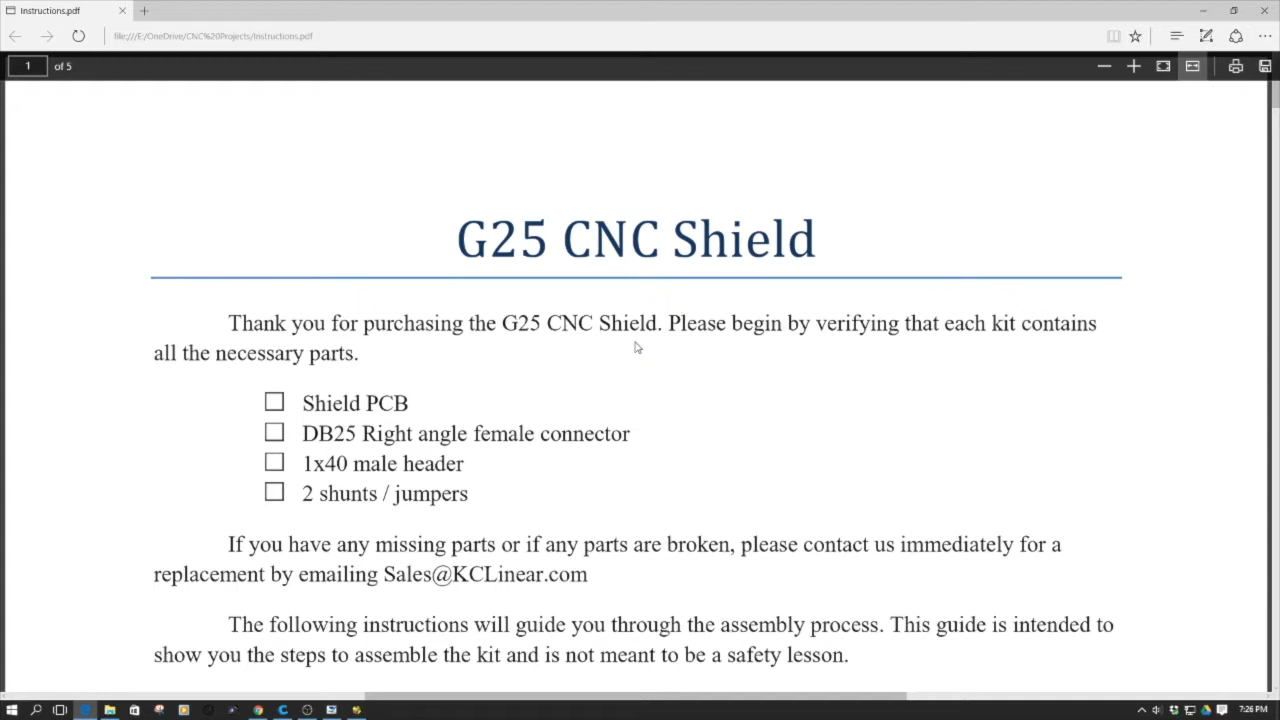 Instructions.pdf
file:///E:/OneDrive/CNC%20Projects/Instructions.pdf
1 of 5
G25 CNC Shield
Thank you for purchasing the G25 CNC Shield. Please begin by verifying that each kit contains
all the necessary parts.
Shield PCB
DB25 Right angle female connector
1x40 male header
2 shunts / jumpers
If you have any missing parts or if any parts are broken, please contact us immediately for a
replacement by emailing Sales@KCLinear.com
The following instructions will guide you through the assembly process. This guide is intended to
show you the steps to assemble the kit and is not meant to be a safety lesson.
7:26 PM